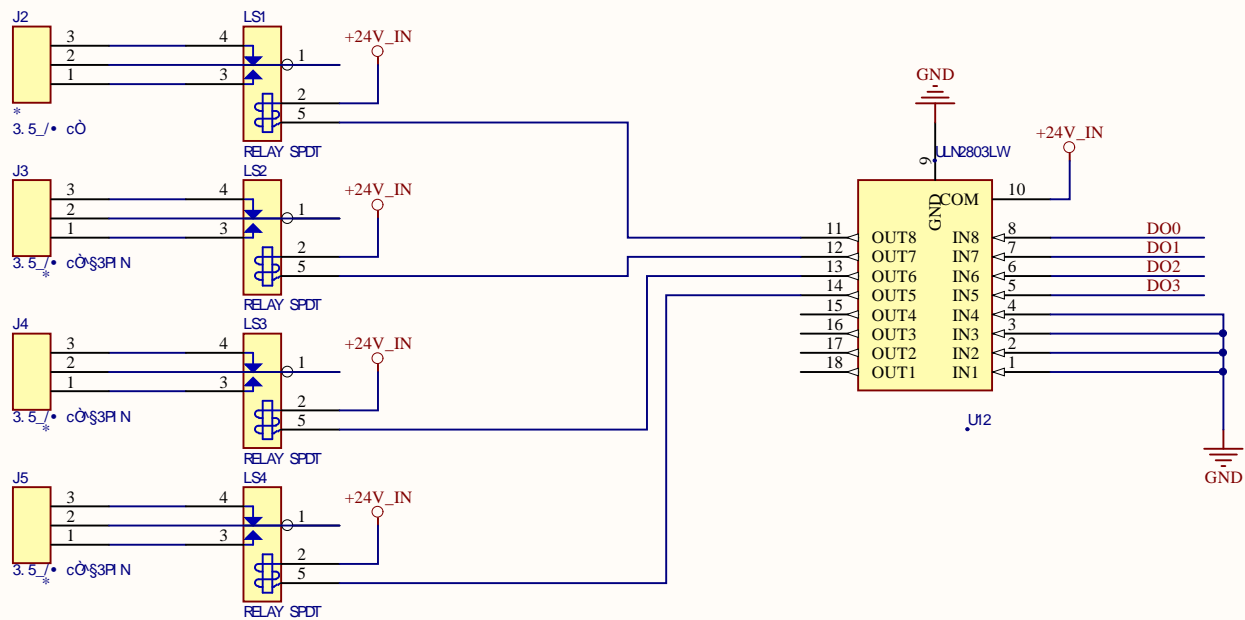 J2
3
2
1
*
3.5_/• cÒ
LS1
4
3
1
2
5
RELAY SPDT
+24V_IN
J3
3
2
1
3.5_/• cÒ^§3PIN
*
LS2
4
3
1
2
5
RELAY SPDT
+24V_IN
J4
3
2
1
3.5_/• cÒ^§3PIN
*
LS3
4
3
1
2
5
RELAY SPDT
+24V_IN
J5
3
2
1
3.5_/• cÒ^§3PIN
*
LS4
4
3
1
2
5
RELAY SPDT
+24V_IN
GND
9
ULN2803LW
+24V_IN
GND
COM 10
11 OUT8 IN8 8 DO0
12 OUT7 IN7 7 DO1
13 OUT6 IN6 6 DO2
14 OUT5 IN5 5 DO3
15 OUT4 IN4 4
16 OUT3 IN3 3
17 OUT2 IN2 2
18 OUT1 IN1 1
U12
GND